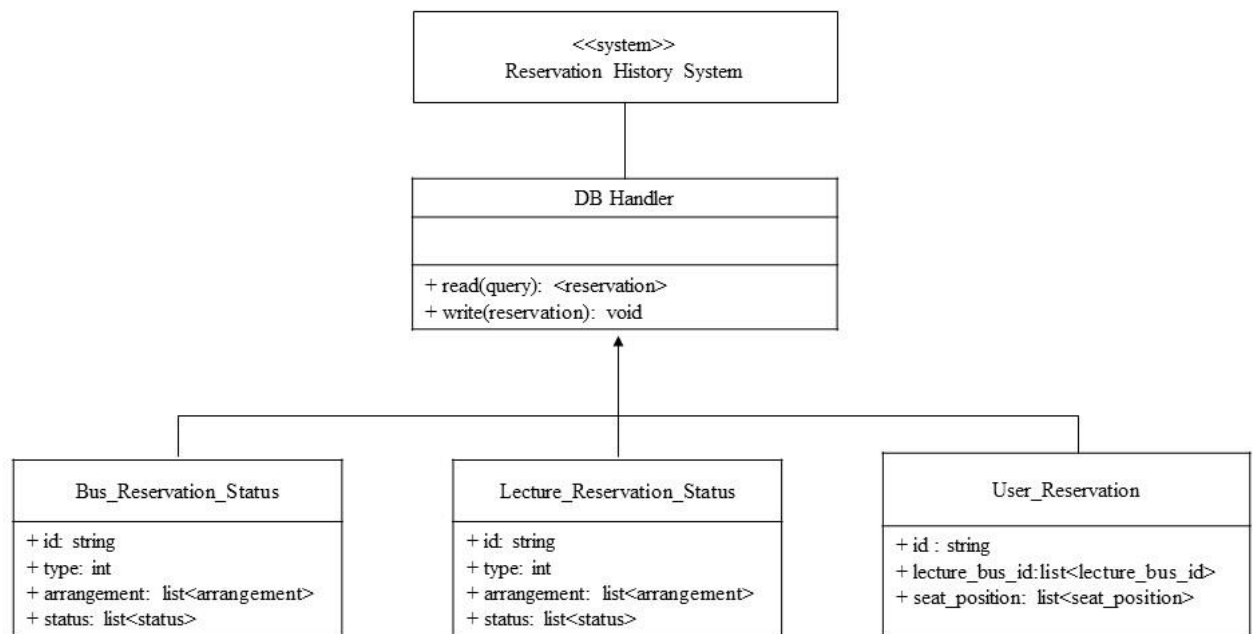 <<system>>
Reservation History System
DB Handler
+ read(query): <reservation>
+ write(reservation): void
Bus_Reservation_Status
+ id: string
+ type: int
+ arrangement: list<arrangement>
+ status: list<status>
Lecture_Reservation_Status
+ id: string
+ type: int
+ arrangement: list<arrangement>
+ status: list<status>
User_Reservation
+ id : string
+ lecture_bus_id:list<lecture_bus_id>
+ seat_position: list<seat_position>